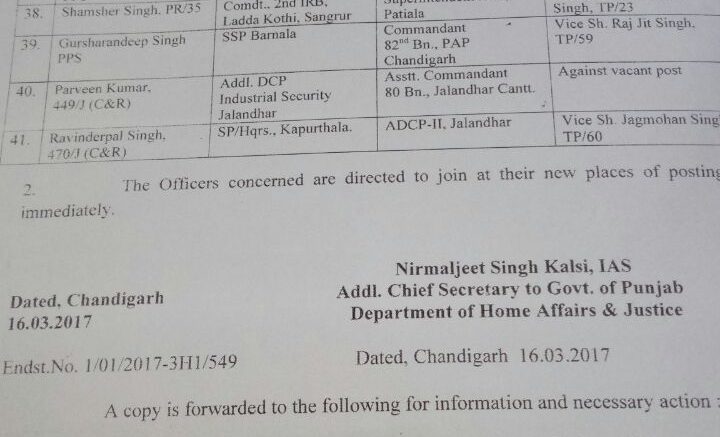 38. Shamsher Singh, PR/35
Comdt., 2nd IRB,
Ladda Kothi, Sangrur
Patiala
Singh, TP/23
39. Gursharandeep Singh
PPS
SSP Barnala
Commandant
82nd Bn., PAP
Chandigarh
Vice Sh. Raj Jit Singh,
TP/59
40. Parveen Kumar,
449/J (C&R)
Addl. DCP
Industrial Security
Jalandhar
Asstt. Commandant
80 Bn., Jalandhar Cantt.
Against vacant post
41. Ravinderpal Singh,
470/J (C&R)
SP/Hqrs., Kapurthala.
ADCP-II, Jalandhar
Vice Sh. Jagmohan Sing
TP/60
2. The Officers concerned are directed to join at their new places of posting
immediately.
Nirmaljeet Singh Kalsi, IAS
Addl. Chief Secretary to Govt. of Punjab
Department of Home Affairs & Justice
Dated, Chandigarh
16.03.2017
Endst.No. 1/01/2017-3H1/549
Dated, Chandigarh 16.03.2017
A copy is forwarded to the following for information and necessary action :